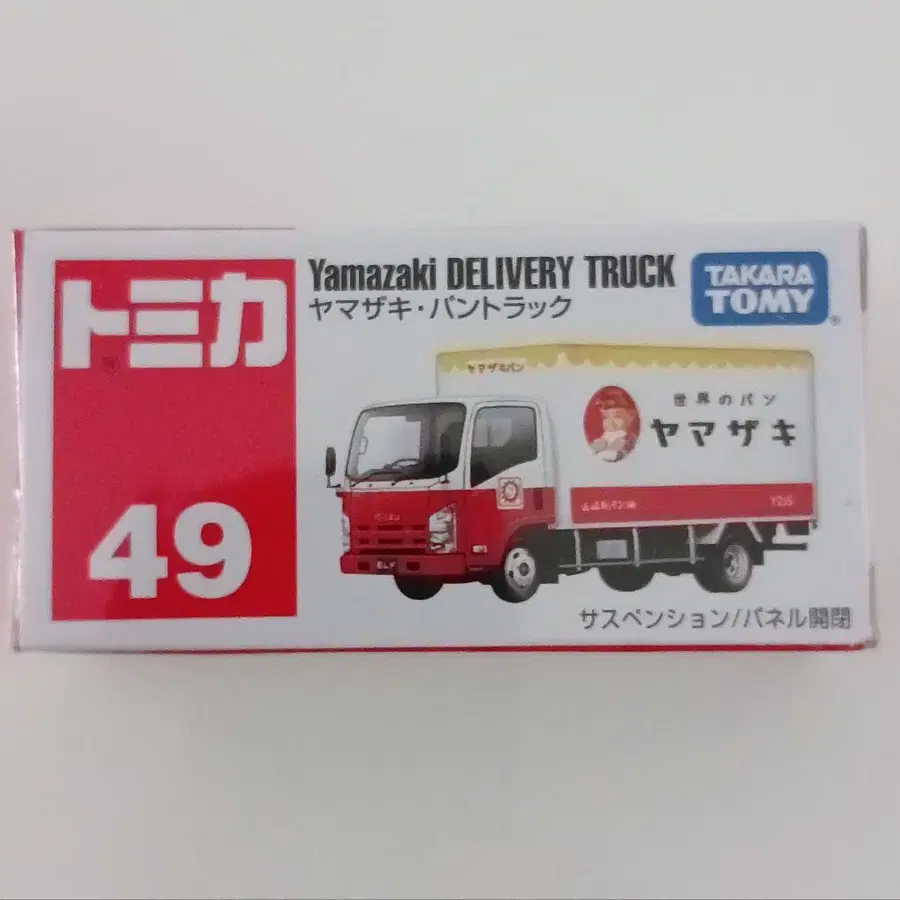 トミカ
49
Yamazaki DELIVERY TRUCK
ヤマザキ・パントラック
TAKARA
TOMY
ヤマザキパン
世界のパン
ヤマザキ
ELF
サスペンション/パネル開閉